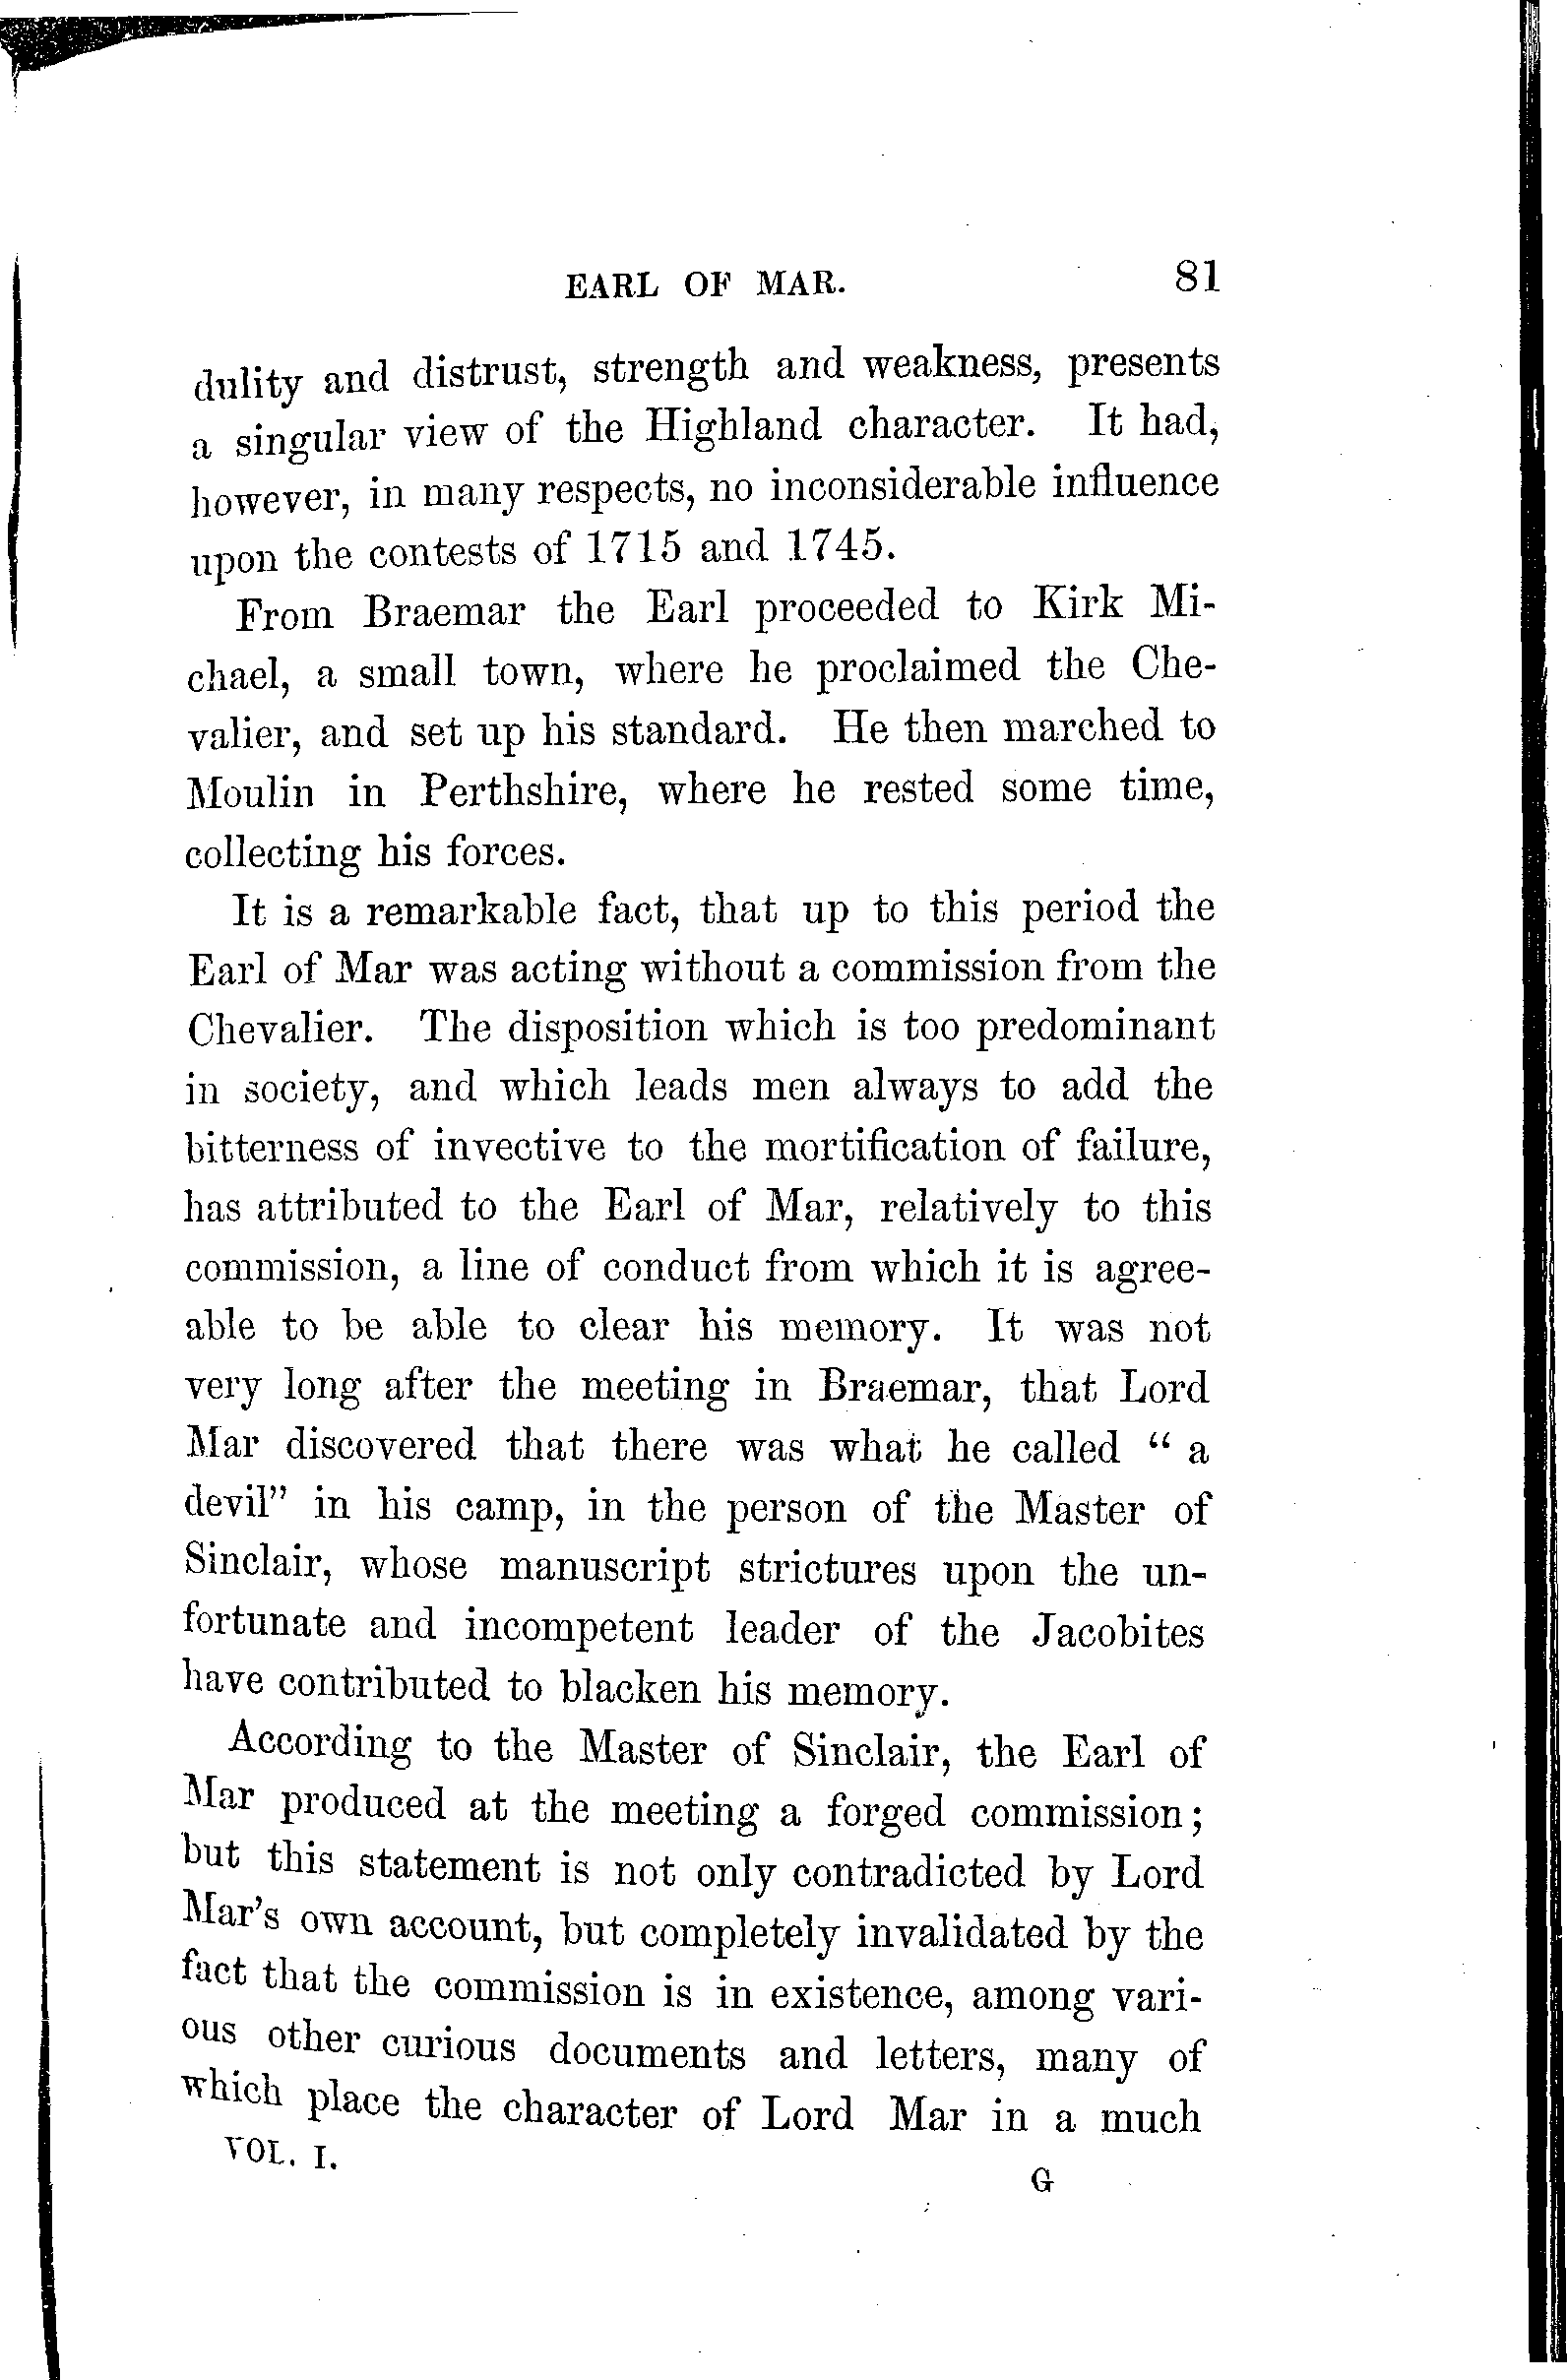 EARL OF MAR. 81
dulity and distrust, strength and weakness, presents
a singular view of the Highland character. It had,
however, in many respects, no inconsiderable influence
upon the contests of 1715 and 1745.
From Braemar the Earl proceeded to Kirk Mi-
chael, a small town, where he proclaimed the Che-
valier, and set up his standard. He then marched to
Moulin in Perthshire, where he rested some time,
collecting his forces.
It is a remarkable fact, that up to this period the
Earl of Mar was acting without a commission from the
Chevalier. The disposition which is too predominant
in society, and which leads men always to add the
bitterness of invective to the mortification of failure,
has attributed to the Earl of Mar, relatively to this
commission, a line of conduct from which it is agree-
able to be able to clear his memory. It was not
very long after the meeting in Braemar, that Lord
Mar discovered that there was what he called “ a
devil” in his camp, in the person of the Master of
Sinclair, whose manuscript strictures upon the un-
fortunate and incompetent leader of the Jacobites
have contributed to blacken his memory.
According to the Master of Sinclair, the Earl of
Mar produced at the meeting a forged commission;
but this statement is not only contradicted by Lord
Mar's own account, but completely invalidated by the
fact that the commission is in existence, among vari-
ous other curious documents and letters, many of
which place the character of Lord Mar in a much
VOL. I.
G